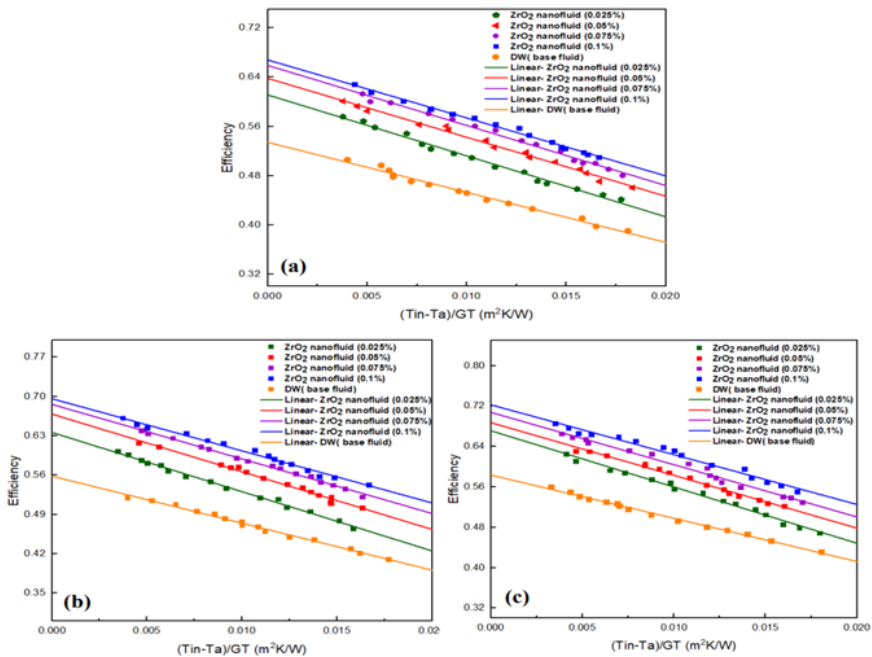 0.72
0.64
0.56
0.48
0.40
0.32
Efficiency
ZrO2 nanofluid (0.025%)
ZrO2 nanofluid (0.05%)
ZrO2 nanofluid (0.075%)
ZrO2 nanofluid (0.1%)
DW( base fluid)
Linear- ZrO2 nanofluid (0.025%)
Linear- ZrO2 nanofluid (0.05%)
Linear- ZrO2 nanofluid (0.075%)
Linear- ZrO2 nanofluid (0.1%)
Linear- DW( base fluid)
(a)
0.000 0.005 0.010 0.015 0.020
(Tin-Ta)/GT (m2K/W)
0.77
0.70
0.63
0.56
0.49
0.42
0.35
Efficiency
ZrO2 nanofluid (0.025%)
ZrO2 nanofluid (0.05%)
ZrO2 nanofluid (0.075%)
ZrO2 nanofluid (0.1%)
DW( base fluid)
Linear- ZrO2 nanofluid (0.025%)
Linear- ZrO2 nanofluid (0.05%)
Linear- ZrO2 nanofluid (0.075%)
Linear- ZrO2 nanofluid (0.1%)
Linear- DW( base fluid)
(b)
0.000 0.005 0.010 0.015 0.020
(Tin-Ta)/GT (m2K/W)
0.80
0.72
0.64
0.56
0.48
0.40
0.32
Efficiency
ZrO2 nanofluid (0.025%)
ZrO2 nanofluid (0.05%)
ZrO2 nanofluid (0.075%)
ZrO2 nanofluid (0.1%)
DW( base fluid)
Linear- ZrO2 nanofluid (0.025%)
Linear- ZrO2 nanofluid (0.05%)
Linear- ZrO2 nanofluid (0.075%)
Linear- ZrO2 nanofluid (0.1%)
Linear- DW( base fluid)
(c)
0.000 0.005 0.010 0.015 0.020
(Tin-Ta)/GT (m2K/W)